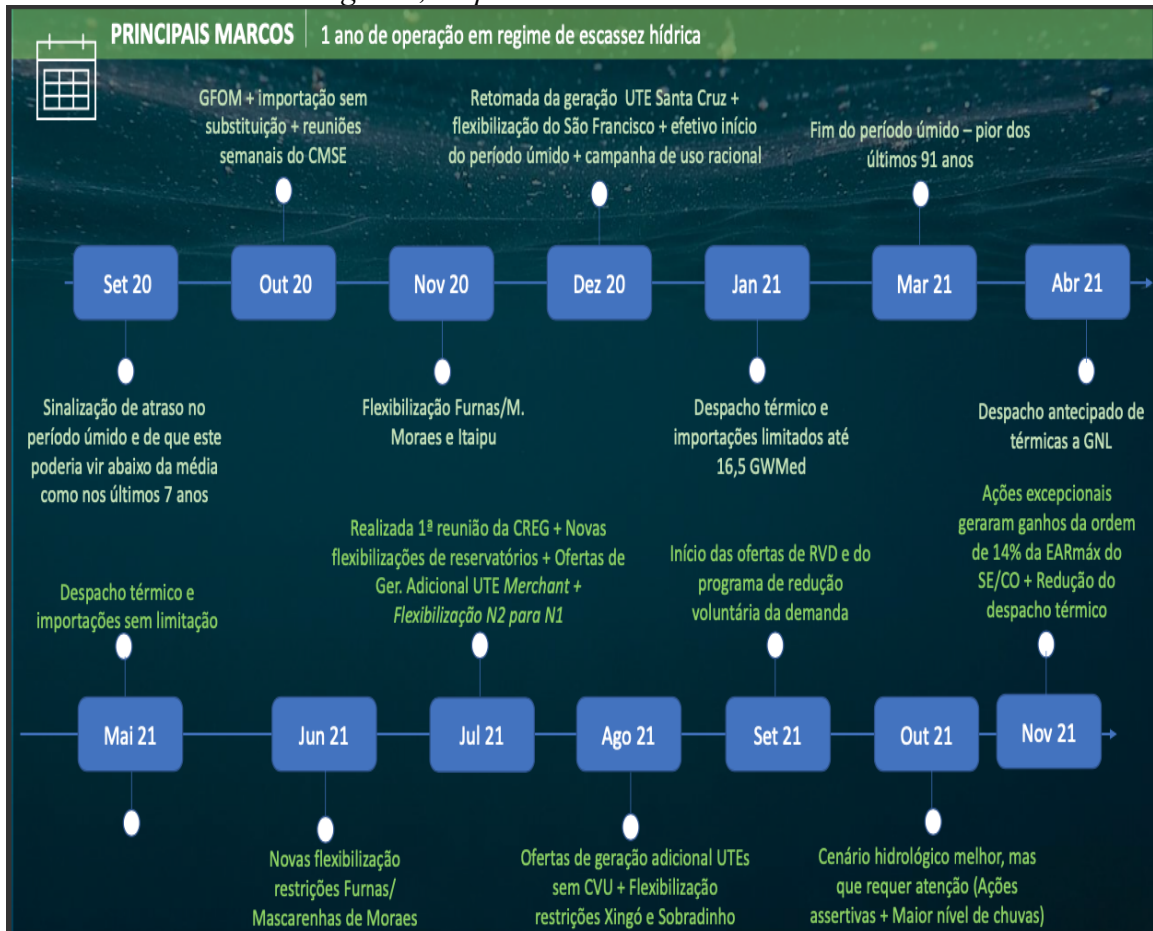 PRINCIPAIS MARCOS | 1 ano de operação em regime de escassez hídrica
GFOM + importação sem
substituição + reuniões
semanais do CMSE
Retomada da geração UTE Santa Cruz +
flexibilização do São Francisco + efetivo início
do período úmido + campanha de uso racional
Fim do período úmido – pior dos
últimos 91 anos
Set 20
Out 20
Nov 20
Dez 20
Jan 21
Mar 21
Abr 21
Sinalização de atraso no
período úmido e de que este
poderia vir abaixo da média
como nos últimos 7 anos
Flexibilização Furnas/M.
Moraes e Itaipu
Despacho térmico e
importações limitados até
16,5 GWMed
Despacho antecipado de
térmicas a GNL
Despacho térmico e
importações sem limitação
Realizada 1ª reunião da CREG + Novas
flexibilizações de reservatórios + Ofertas de
Ger. Adicional UTE Merchant +
Flexibilização N2 para N1
Início das ofertas de RVD e do
programa de redução
voluntária da demanda
Ações excepcionais
geraram ganhos da ordem
de 14% da EARmáx do
SE/CO + Redução do
despacho térmico
Mai 21
Jun 21
Jul 21
Ago 21
Set 21
Out 21
Nov 21
Novas flexibilização
restrições Furnas/
Mascarenhas de Moraes
Ofertas de geração adicional UTEs
sem CVU + Flexibilização
restrições Xingó e Sobradinho
Cenário hidrológico melhor, mas
que requer atenção (Ações
assertivas + Maior nível de chuvas)